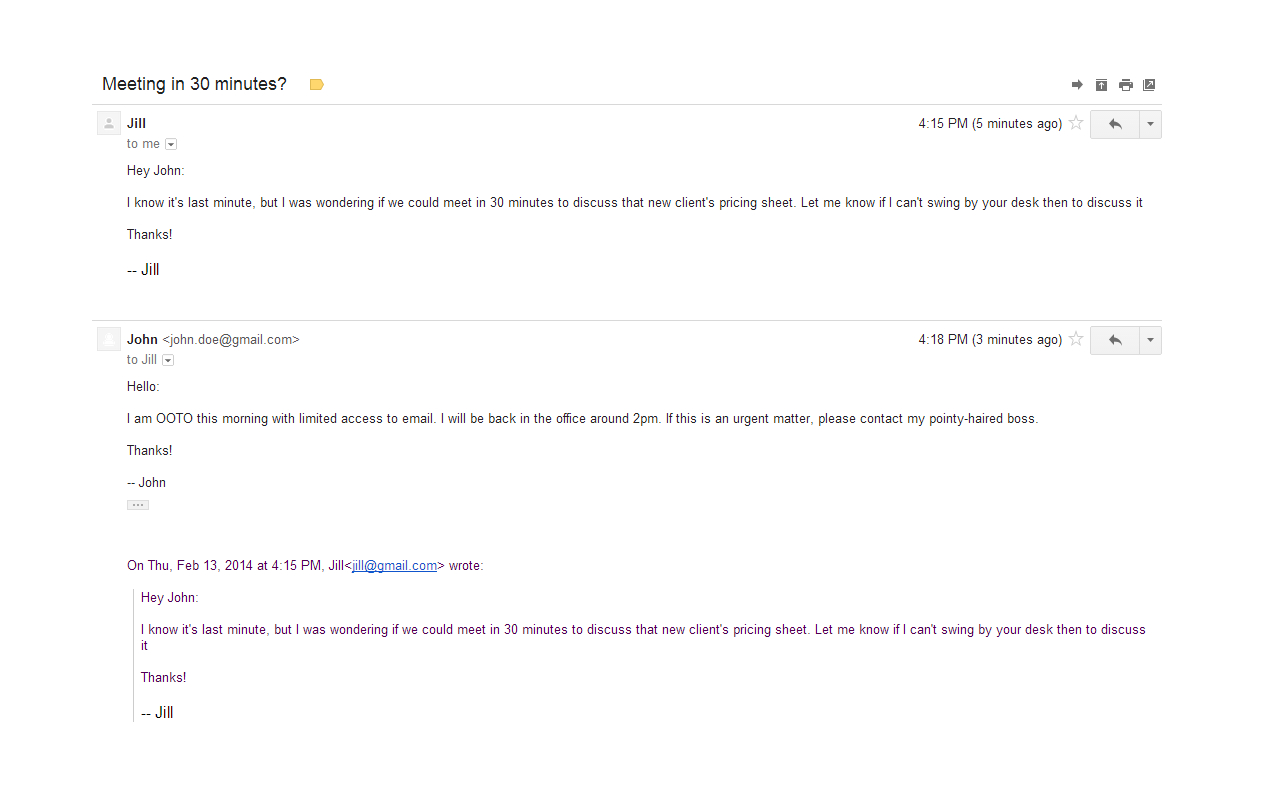 Meeting in 30 minutes?
Jill
4:15 PM (5 minutes ago)
to me
Hey John:
I know it's last minute, but I was wondering if we could meet in 30 minutes to discuss that new client's pricing sheet. Let me know if I can't swing by your desk then to discuss it
Thanks!
-- Jill
John <john.doe@gmail.com>
4:18 PM (3 minutes ago)
to Jill
Hello:
I am OOTO this morning with limited access to email. I will be back in the office around 2pm. If this is an urgent matter, please contact my pointy-haired boss.
Thanks!
-- John
On Thu, Feb 13, 2014 at 4:15 PM, Jill<jill@gmail.com> wrote:
Hey John:
I know it's last minute, but I was wondering if we could meet in 30 minutes to discuss that new client's pricing sheet. Let me know if I can't swing by your desk then to discuss
it
Thanks!
-- Jill